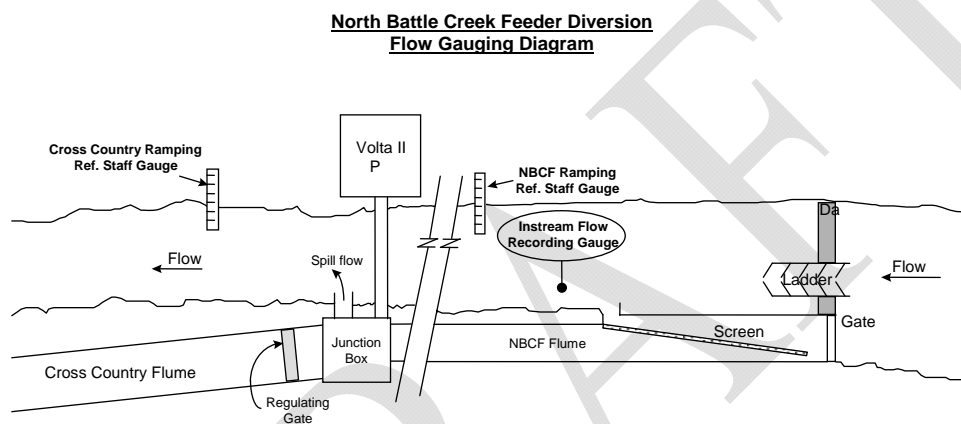 North Battle Creek Feeder Diversion
Flow Gauging Diagram
Cross Country Ramping
Ref. Staff Gauge
Volta II
P
NBCF Ramping
Ref. Staff Gauge
Instream Flow
Recording Gauge
Da
Flow
Spill flow
Ladder
Flow
Gate
Screen
Junction
Box
NBCF Flume
Cross Country Flume
Regulating
Gate